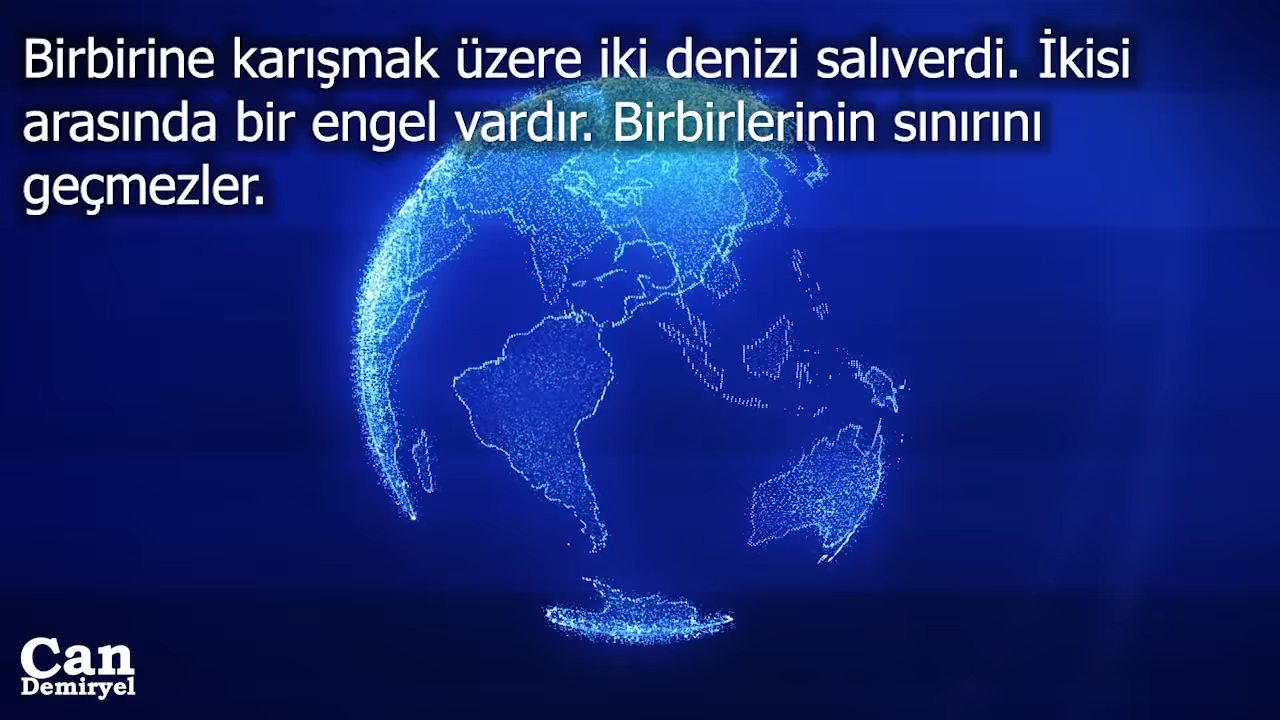 Birbirine karışmak üzere iki denizi salıverdi. İkisi
arasında bir engel vardır. Birbirlerinin sınırını
geçmezler.
Can
Demiryel